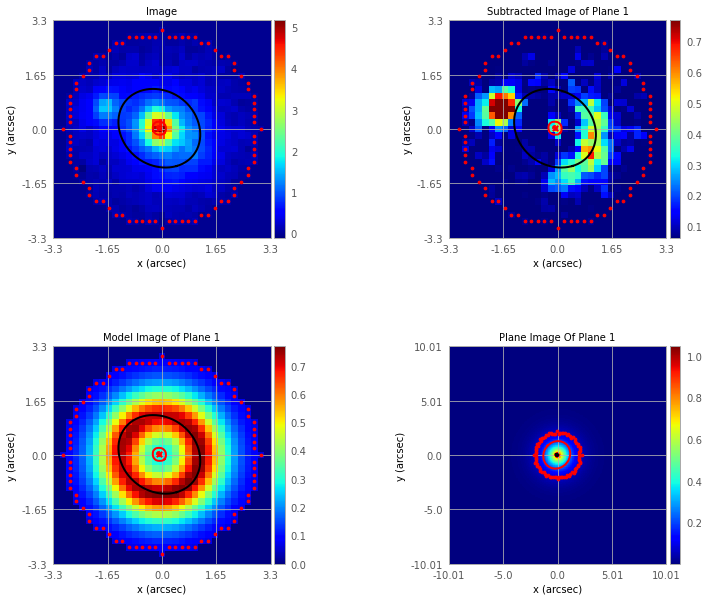 Image
Subtracted Image of Plane 1
3.3
1.65
0.0
-1.65
-3.3
y (arcsec)
-3.3 -1.65 0.0 1.65 3.3
x (arcsec)
5
4
3
2
1
0
3.3
1.65
0.0
-1.65
-3.3
y (arcsec)
-3.3 -1.65 0.0 1.65 3.3
x (arcsec)
0.7
0.6
0.5
0.4
0.3
0.2
0.1
Model Image of Plane 1
Plane Image Of Plane 1
3.3
1.65
0.0
-1.65
-3.3
y (arcsec)
-3.3 -1.65 0.0 1.65 3.3
x (arcsec)
0.7
0.6
0.5
0.4
0.3
0.2
0.1
0.0
10.01
5.01
0.0
-5.0
-10.01
y (arcsec)
-10.01 -5.0 0.0 5.01 10.01
x (arcsec)
1.0
0.8
0.6
0.4
0.2